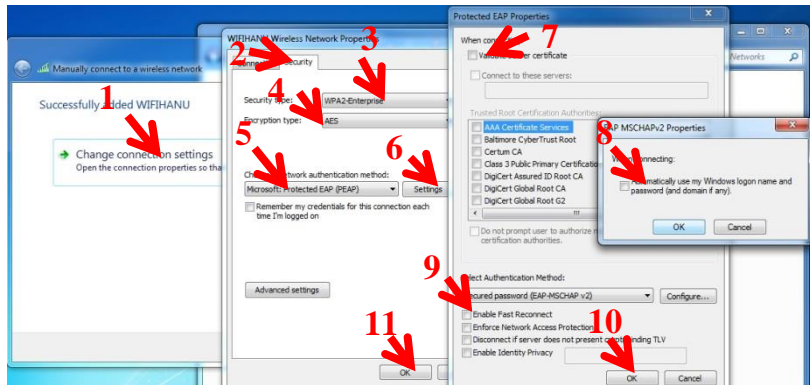 Manually connect to a wireless network
Successfully added WIFIHANU
1
Change connection settings
Open the connection properties so tha
WIFIHANU Wireless Network Properties
2
3
Security
Security type:
WPA2-Enterprise
4
Encryption type:
AES
5
6
network authentication method:
Microsoft: Protected EAP (PEAP)
Settings
Remember my credentials for this connection each
time I'm logged on
Advanced settings
11
OK
Protected EAP Properties
When
7
server certificate
Connect to these servers:
Trusted Root Certification Authorities:
AAA Certificate Services
Baltimore CyberTrust Root
Certum CA
Class 3 Public Primary Certification
DigiCert Assured ID Root CA
DigiCert Global Root CA
DigiCert Global Root G2
Do not prompt user to authorize
certification authorities.
9
Select Authentication Method:
Secured password (EAP-MSCHAP v2)
Configure...
Enable Fast Reconnect
Enforce Network Access Protection
10
Disconnect if server does not present cryptobinding TLV
Enable Identity Privacy
OK
Cancel
Networks
EAP MSCHAPv2 Properties
8
When connecting:
Automatically use my Windows logon name and
password (and domain if any).
OK
Cancel